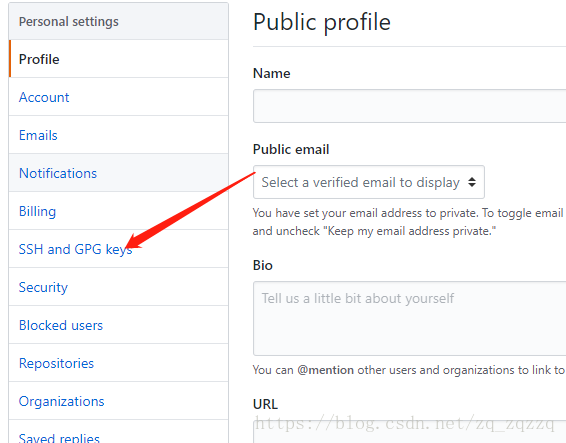 Personal settings
Profile
Account
Emails
Notifications
Billing
SSH and GPG keys
Security
Blocked users
Repositories
Organizations
Saved replies
Public profile
Name
Public email
Select a verified email to display
You have set your email address to private. To toggle email
and uncheck "Keep my email address private."
Bio
Tell us a little bit about yourself
You can @mention other users and organizations to link to
URL
https://blog.csdn.net/zq_zqzzq